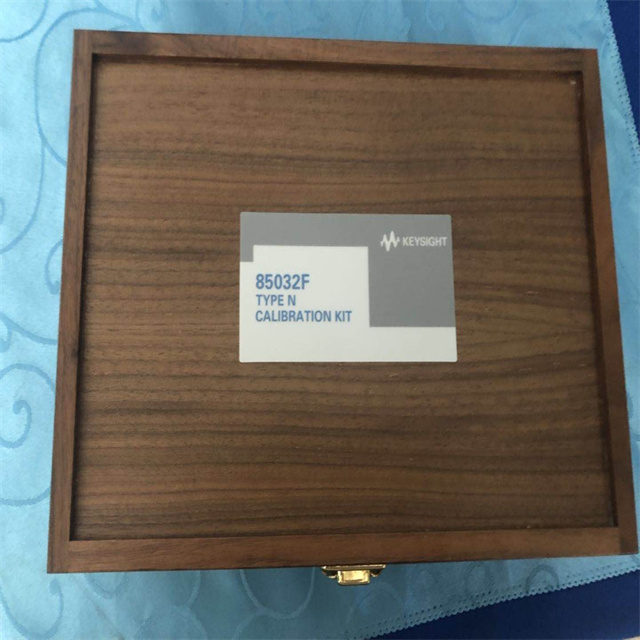 KEYSIGHT
85032F
TYPE N
CALIBRATION KIT